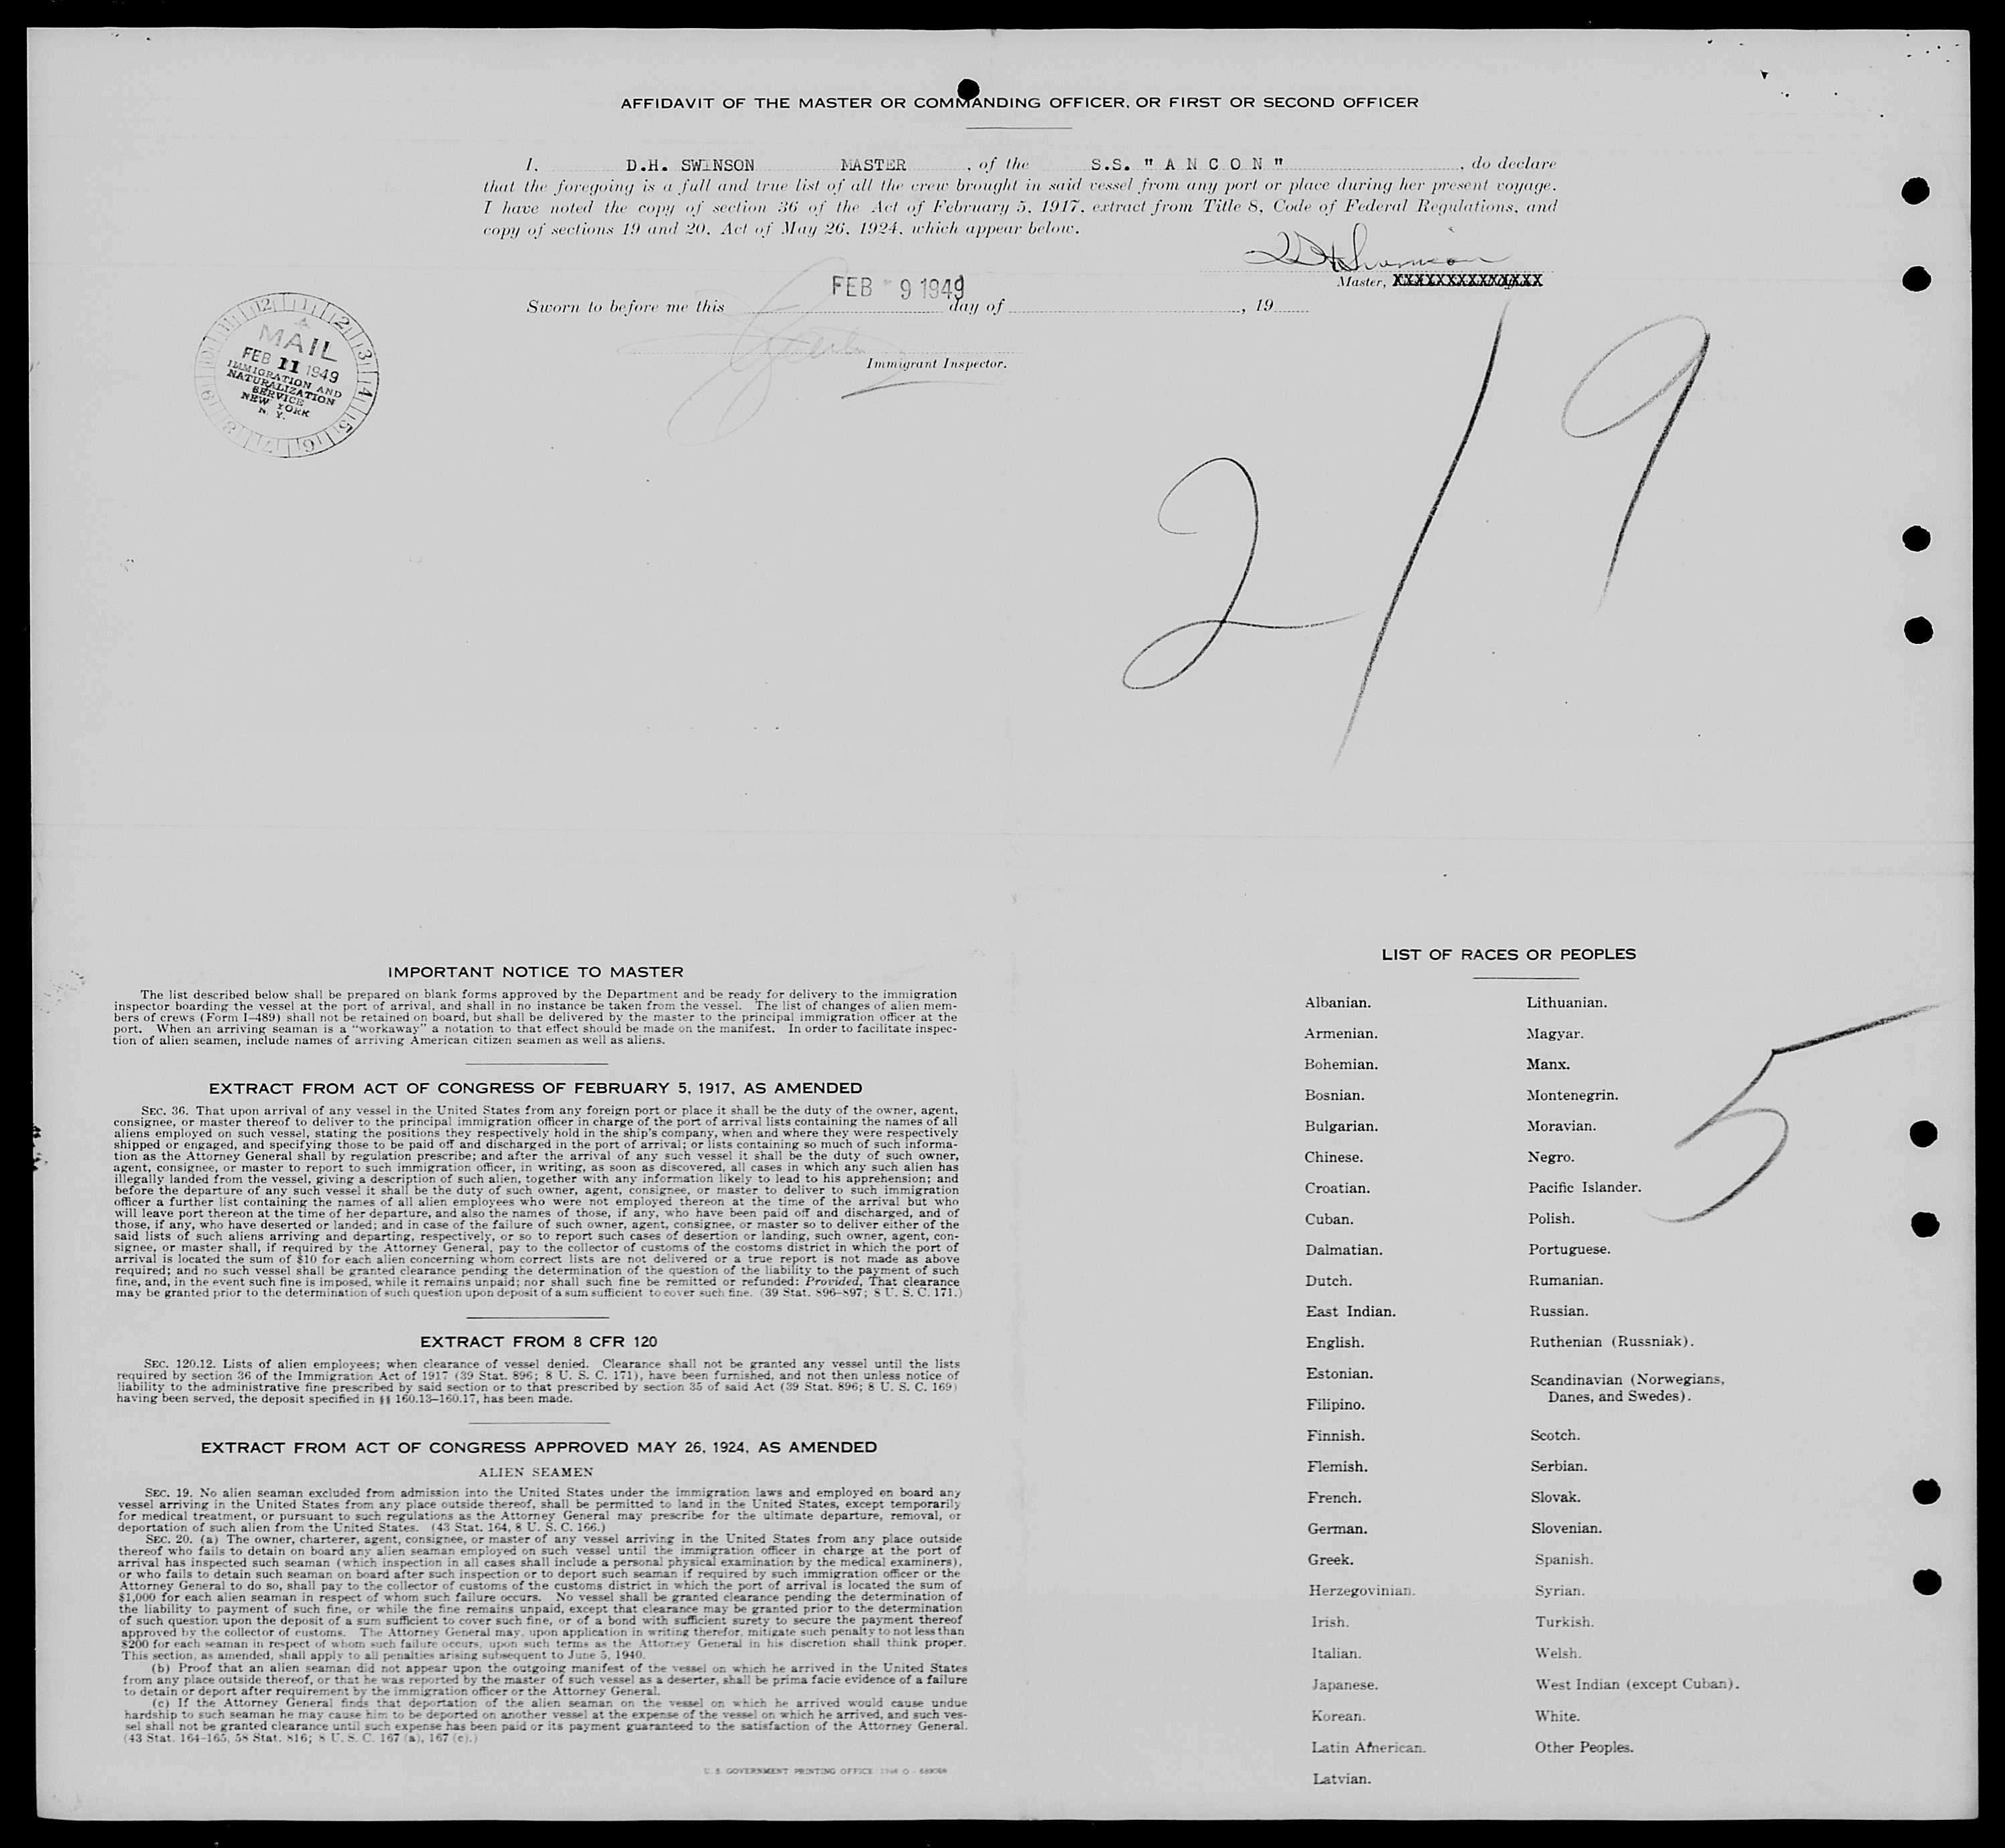 AFFIDAVIT OF THE MASTER OR COMMANDING OFFICER, OR FIRST OR SECOND OFFICER
I, D.H. SWINSON MASTER, of the S.S. " A N C O N ", do declare
that the foregoing is a full and true list of all the crew brought in said vessel from any port or place during her present voyage.
I have noted the copy of section 36 of the Act of February 5, 1917, extract from Title 8, Code of Federal Regulations, and
copy of sections 19 and 20, Act of May 26, 1924, which appear below.
DH Swinson
Master, XXXXXXXXXXXXXX
FEB 9 1949
Sworn to before me this day of , 19
Immigrant Inspector.
12 1 2 3 4 5 6 7 8 9 10 11
MAIL
FEB 11 1949
IMMIGRATION AND
NATURALIZATION
SERVICE
NEW YORK
N. Y.
2/9
IMPORTANT NOTICE TO MASTER
The list described below shall be prepared on blank forms approved by the Department and be ready for delivery to the immigration
inspector boarding the vessel at the port of arrival, and shall in no instance be taken from the vessel. The list of changes of alien mem-
bers of crews (Form I-489) shall not be retained on board, but shall be delivered by the master to the principal immigration officer at the
port. When an arriving seaman is a "workaway" a notation to that effect should be made on the manifest. In order to facilitate inspec-
tion of alien seamen, include names of arriving American citizen seamen as well as aliens.
EXTRACT FROM ACT OF CONGRESS OF FEBRUARY 5, 1917, AS AMENDED
SEC. 36. That upon arrival of any vessel in the United States from any foreign port or place it shall be the duty of the owner, agent,
consignee, or master thereof to deliver to the principal immigration officer in charge of the port of arrival lists containing the names of all
aliens employed on such vessel, stating the positions they respectively hold in the ship's company, when and where they were respectively
shipped or engaged, and specifying those to be paid off and discharged in the port of arrival; or lists containing so much of such informa-
tion as the Attorney General shall by regulation prescribe; and after the arrival of any such vessel it shall be the duty of such owner,
agent, consignee, or master to report to such immigration officer, in writing, as soon as discovered, all cases in which any such alien has
illegally landed from the vessel, giving a description of such alien, together with any information likely to lead to his apprehension; and
before the departure of any such vessel it shall be the duty of such owner, agent, consignee, or master to deliver to such immigration
officer a further list containing the names of all alien employees who were not employed thereon at the time of the arrival but who
will leave port thereon at the time of her departure, and also the names of those, if any, who have been paid off and discharged, and of
those, if any, who have deserted or landed; and in case of the failure of such owner, agent, consignee, or master so to deliver either of the
said lists of such aliens arriving and departing, respectively, or so to report such cases of desertion or landing, such owner, agent, con-
signee, or master shall, if required by the Attorney General, pay to the collector of customs of the costoms district in which the port of
arrival is located the sum of $10 for each alien concerning whom correct lists are not delivered or a true report is not made as above
required; and no such vessel shall be granted clearance pending the determination of the question of the liability to the payment of such
fine, and, in the event such fine is imposed, while it remains unpaid; nor shall such fine be remitted or refunded: Provided, That clearance
may be granted prior to the determination of such question upon deposit of a sum sufficient to cover such fine. (39 Stat. 896-897; 8 U. S. C. 171.)
EXTRACT FROM 8 CFR 120
SEC. 120.12. Lists of alien employees; when clearance of vessel denied. Clearance shall not be granted any vessel until the lists
required by section 36 of the Immigration Act of 1917 (39 Stat. 896; 8 U. S. C. 171), have been furnished, and not then unless notice of
liability to the administrative fine prescribed by said section or to that prescribed by section 35 of said Act (39 Stat. 896; 8 U. S. C. 169)
having been served, the deposit specified in §§ 160.13-160.17, has been made.
EXTRACT FROM ACT OF CONGRESS APPROVED MAY 26, 1924, AS AMENDED
ALIEN SEAMEN
SEC. 19. No alien seaman excluded from admission into the United States under the immigration laws and employed on board any
vessel arriving in the United States from any place outside thereof, shall be permitted to land in the United States, except temporarily
for medical treatment, or pursuant to such regulations as the Attorney General may prescribe for the ultimate departure, removal, or
deportation of such alien from the United States. (43 Stat. 164, 8 U. S. C. 166.)
SEC. 20. (a) The owner, charterer, agent, consignee, or master of any vessel arriving in the United States from any place outside
thereof who fails to detain on board any alien seaman employed on such vessel until the immigration officer in charge at the port of
arrival has inspected such seaman (which inspection in all cases shall include a personal physical examination by the medical examiners),
or who fails to detain such seaman on board after such inspection or to deport such seaman if required by such immigration officer or the
Attorney General to do so, shall pay to the collector of customs of the customs district in which the port of arrival is located the sum of
$1,000 for each alien seaman in respect of whom such failure occurs. No vessel shall be granted clearance pending the determination of
the liability to payment of such fine, or while the fine remains unpaid, except that clearance may be granted prior to the determination
of such question upon the deposit of a sum sufficient to cover such fine, or of a bond with sufficient surety to secure the payment thereof
approved by the collector of customs. The Attorney General may, upon application in writing therefor, mitigate such penalty to not less than
$200 for each seaman in respect of whom such failure occurs, upon such terms as the Attorney General in his discretion shall think proper.
This section, as amended, shall apply to all penalties arising subsequent to June 5, 1940.
(b) Proof that an alien seaman did not appear upon the outgoing manifest of the vessel on which he arrived in the United States
from any place outside thereof, or that he was reported by the master of such vessel as a deserter, shall be prima facie evidence of a failure
to detain or deport after requirement by the immigration officer or the Attorney General.
(c) If the Attorney General finds that deportation of the alien seaman on the vessel on which he arrived would cause undue
hardship to such seaman he may cause him to be deported on another vessel at the expense of the vessel on which he arrived, and such ves-
sel shall not be granted clearance until such expense has been paid or its payment guaranteed to the satisfaction of the Attorney General.
(43 Stat. 164-165, 58 Stat. 816; 8 U. S. C. 167 (a), 167 (c).)
U. S. GOVERNMENT PRINTING OFFICE
LIST OF RACES OR PEOPLES
Albanian.
Armenian.
Bohemian.
Bosnian.
Bulgarian.
Chinese.
Croatian.
Cuban.
Dalmatian.
Dutch.
East Indian.
English.
Estonian.
Filipino.
Finnish.
Flemish.
French.
German.
Greek.
Herzegovinian.
Irish.
Italian.
Japanese.
Korean.
Latin American.
Latvian.
Lithuanian.
Magyar.
Manx.
Montenegrin.
Moravian.
Negro.
Pacific Islander.
Polish.
Portuguese.
Rumanian.
Russian.
Ruthenian (Russniak).
Scandinavian (Norwegians,
Danes, and Swedes).
Scotch.
Serbian.
Slovak.
Slovenian.
Spanish.
Syrian.
Turkish.
Welsh.
West Indian (except Cuban).
White.
Other Peoples.
5